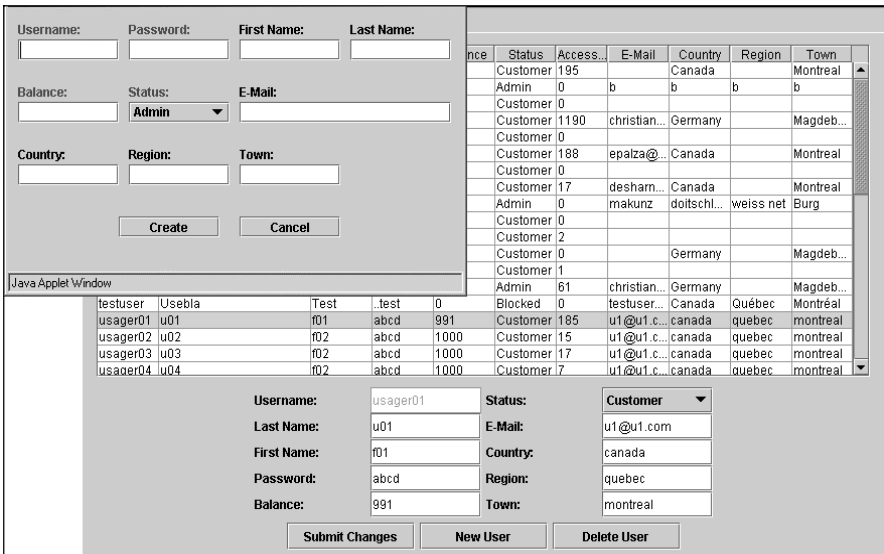 Username: Password: First Name: Last Name:
Balance: Status: E-Mail:
Admin
Country: Region: Town:
Create Cancel
Java Applet Window
nce Status Access... E-Mail Country Region Town
Customer 195 Canada Montreal
Admin 0 b b b b
Customer 0
Customer 1190 christian... Germany Magdeb...
Customer 0
Customer 188 epalza@... Canada Montreal
Customer 0
Customer 17 desharn... Canada Montreal
Admin 0 makunz doitschl... weiss net Burg
Customer 0
Customer 2
Customer 0 Germany Magdeb...
Customer 1
Admin 61 christian... Germany Magdeb...
testuser Usebla Test ..test 0 Blocked 0 testuser... Canada Québec Montréal
usager01 u01 f01 abcd 991 Customer 185 u1@u1.c... canada quebec montreal
usager02 u02 f02 abcd 1000 Customer 15 u1@u1.c... canada quebec montreal
usager03 u03 f02 abcd 1000 Customer 17 u1@u1.c... canada quebec montreal
usager04 u04 f02 abcd 1000 Customer 7 u1@u1.c... canada quebec montreal
Username: usager01 Status: Customer
Last Name: u01 E-Mail: u1@u1.com
First Name: f01 Country: canada
Password: abcd Region: quebec
Balance: 991 Town: montreal
Submit Changes New User Delete User